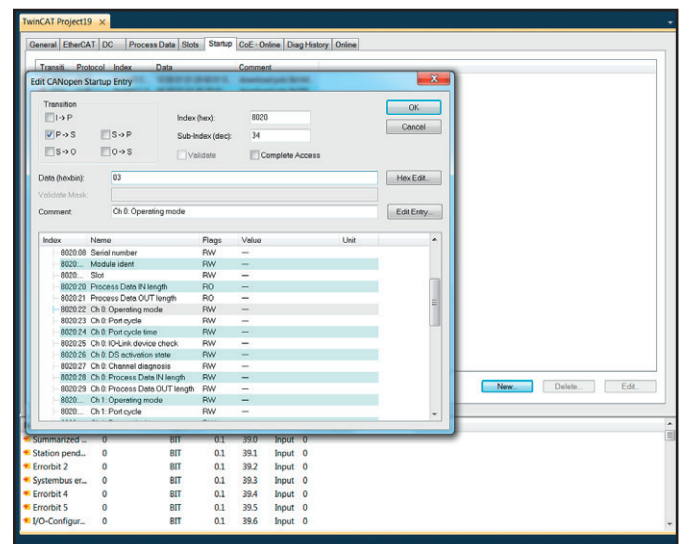 TwinCAT Project19
General EtherCAT DC Process Data Slots Startup CoE - Online Diag History Online
Transiti Protocol Index Data Comment
Edit CANopen Startup Entry
Transition
I -> P
P -> S S -> P
S -> O O -> S
Index (hex): 8020
Sub-Index (dec): 34
Validate Complete Access
OK
Cancel
Data (hexbin): 03 Hex Edit...
Validate Mask:
Comment: Ch 0: Operating mode Edit Entry...
Index Name Flags Value Unit
8020:08 Serial number RW ---
8020:... Module ident RW ---
8020:... Slot RW ---
8020:20 Process Data IN length RO ---
8020:21 Process Data OUT length RO ---
8020:22 Ch 0: Operating mode RW ---
8020:23 Ch 0: Port cycle RW ---
8020:24 Ch 0: Port cycle time RW ---
8020:25 Ch 0: IO-Link device check RW ---
8020:26 Ch 0: DS activation state RW ---
8020:27 Ch 0: Channel diagnosis RW ---
8020:28 Ch 0: Process Data IN length RW ---
8020:29 Ch 0: Process Data OUT length RW ---
8020:... Ch 1: Operating mode RW ---
8020:... Ch 1: Port cycle RW ---
New... Delete... Edit...
Summarized ... 0 BIT 0.1 39.0 Input 0
Station pend... 0 BIT 0.1 39.1 Input 0
Errorbit 2 0 BIT 0.1 39.2 Input 0
Systembus er... 0 BIT 0.1 39.3 Input 0
Errorbit 4 0 BIT 0.1 39.4 Input 0
Errorbit 5 0 BIT 0.1 39.5 Input 0
I/O-Configur... 0 BIT 0.1 39.6 Input 0